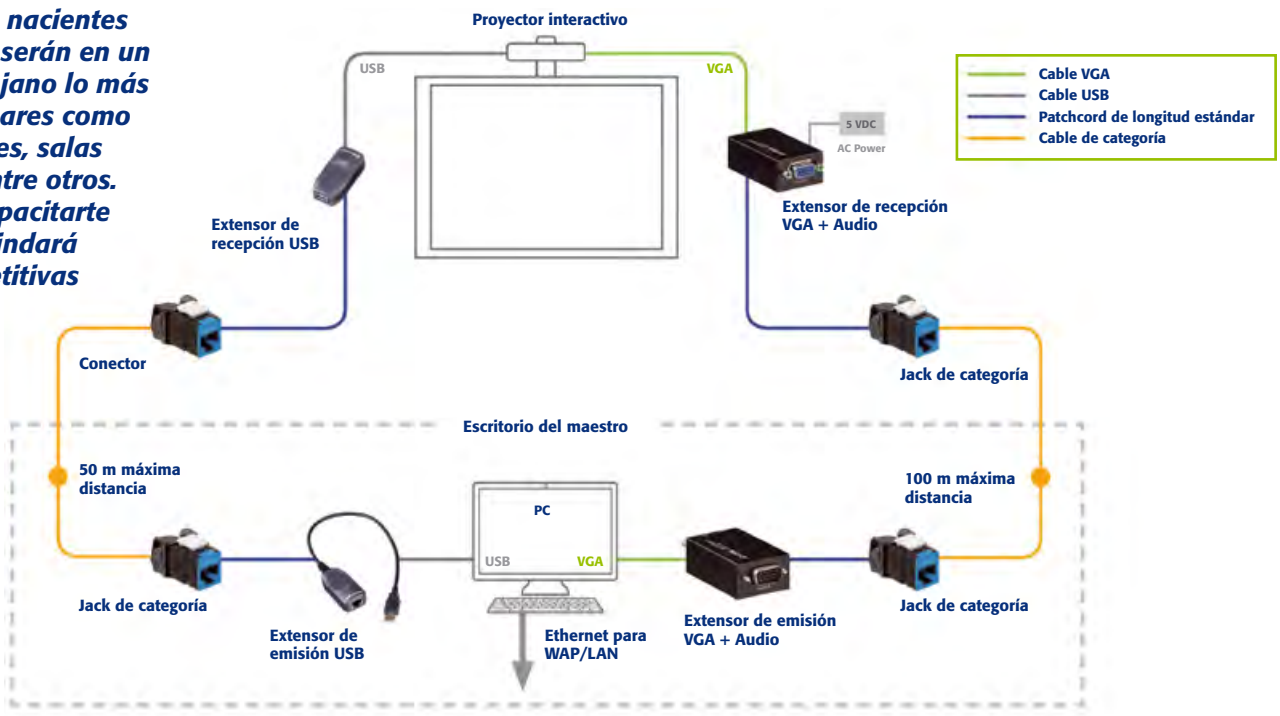 nacientes
serán en un
jano lo más
ares como
es, salas
ntre otros.
pacitarte
indará
etitivas
Proyector interactivo
USB
VGA
Cable VGA
Cable USB
Patchcord de longitud estándar
Cable de categoría
5 VDC
AC Power
Extensor de
recepción USB
Extensor de recepción
VGA + Audio
Conector
Jack de categoría
Escritorio del maestro
50 m máxima
distancia
100 m máxima
distancia
PC
USB
VGA
Jack de categoría
Extensor de
emisión USB
Ethernet para
WAP/LAN
Extensor de emisión
VGA + Audio
Jack de categoría